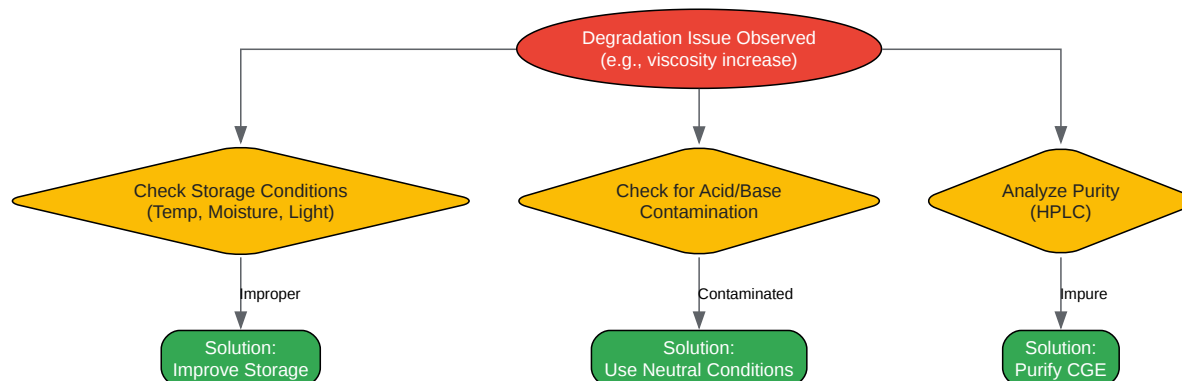 Degradation Issue Observed
(e.g., viscosity increase)
Check Storage Conditions
(Temp, Moisture, Light)
Check for Acid/Base
Contamination
Analyze Purity
(HPLC)
Improper
Contaminated
Impure
Solution:
Improve Storage
Solution:
Use Neutral Conditions
Solution:
Purify CGE